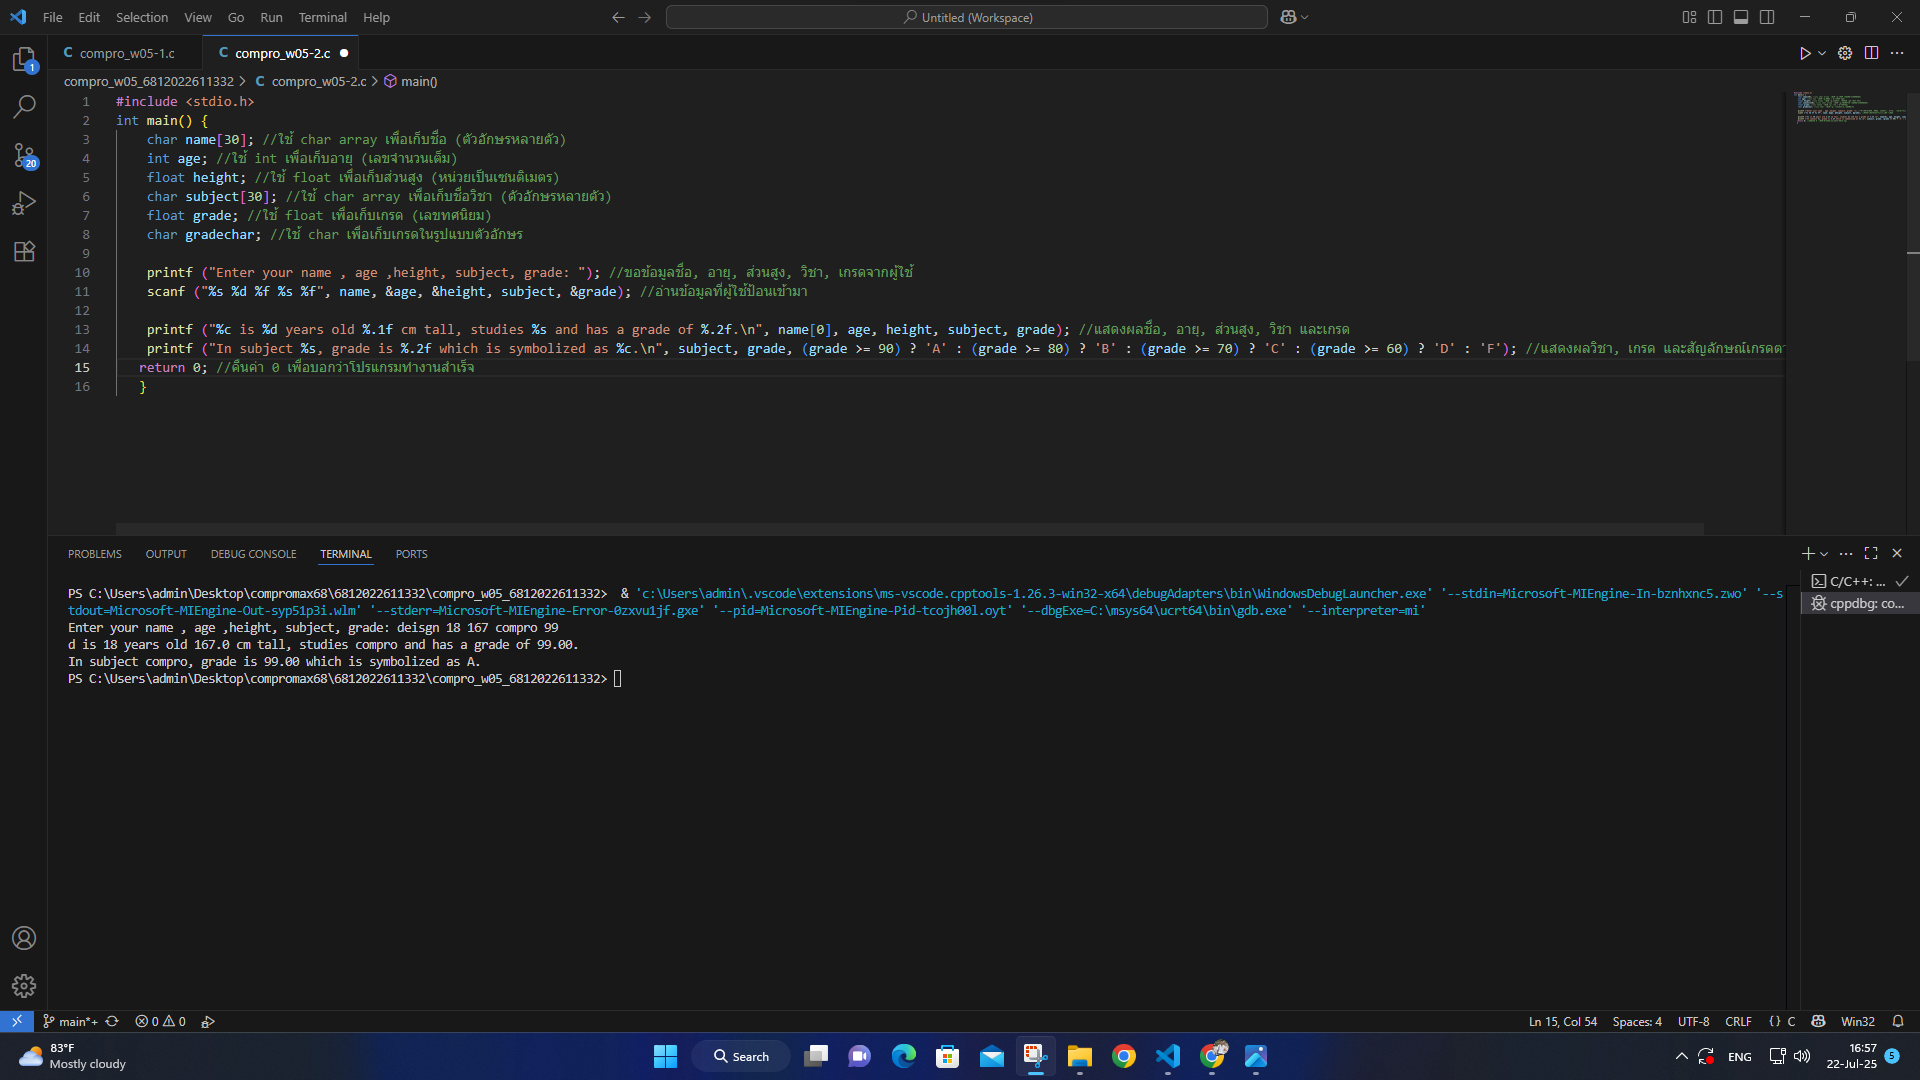 File Edit Selection View Go Run Terminal Help
Untitled (Workspace)
C compro_w05-1.c
C compro_w05-2.c
compro_w05_6812022611332 > C compro_w05-2.c > main()
1 #include <stdio.h>
2 int main() {
3 char name[30]; //ใช้ char array เพื่อเก็บชื่อ (ตัวอักษรหลายตัว)
4 int age; //ใช้ int เพื่อเก็บอายุ (เลขจำนวนเต็ม)
5 float height; //ใช้ float เพื่อเก็บส่วนสูง (หน่วยเป็นเซนติเมตร)
6 char subject[30]; //ใช้ char array เพื่อเก็บชื่อวิชา (ตัวอักษรหลายตัว)
7 float grade; //ใช้ float เพื่อเก็บเกรด (เลขทศนิยม)
8 char gradechar; //ใช้ char เพื่อเก็บเกรดในรูปแบบตัวอักษร
9
10 printf ("Enter your name , age ,height, subject, grade: "); //ขอข้อมูลชื่อ, อายุ, ส่วนสูง, วิชา, เกรดจากผู้ใช้
11 scanf ("%s %d %f %s %f", name, &age, &height, subject, &grade); //อ่านข้อมูลที่ผู้ใช้ป้อนเข้ามา
12
13 printf ("%c is %d years old %.1f cm tall, studies %s and has a grade of %.2f.\n", name[0], age, height, subject, grade); //แสดงผลชื่อ, อายุ, ส่วนสูง, วิชา และเกรด
14 printf ("In subject %s, grade is %.2f which is symbolized as %c.\n", subject, grade, (grade >= 90) ? 'A' : (grade >= 80) ? 'B' : (grade >= 70) ? 'C' : (grade >= 60) ? 'D' : 'F'); //แสดงผลวิชา, เกรด และสัญลักษณ์เกรดตา
15 return 0; //คืนค่า 0 เพื่อบอกว่าโปรแกรมทำงานสำเร็จ
16 }
PROBLEMS OUTPUT DEBUG CONSOLE TERMINAL PORTS
C/C++: ...
cppdbg: co...
PS C:\Users\admin\Desktop\compromax68\6812022611332\compro_w05_6812022611332> & 'c:\Users\admin\.vscode\extensions\ms-vscode.cpptools-1.26.3-win32-x64\debugAdapters\bin\WindowsDebugLauncher.exe' '--stdin=Microsoft-MIEngine-In-bznhxnc5.zwo' '--s
tdout=Microsoft-MIEngine-Out-syp51p3i.wlm' '--stderr=Microsoft-MIEngine-Error-0zxvu1jf.gxe' '--pid=Microsoft-MIEngine-Pid-tcojh00l.oyt' '--dbgExe=C:\msys64\ucrt64\bin\gdb.exe' '--interpreter=mi'
Enter your name , age ,height, subject, grade: deisgn 18 167 compro 99
d is 18 years old 167.0 cm tall, studies compro and has a grade of 99.00.
In subject compro, grade is 99.00 which is symbolized as A.
PS C:\Users\admin\Desktop\compromax68\6812022611332\compro_w05_6812022611332>
1
20
main*+ 0 0
Ln 15, Col 54 Spaces: 4 UTF-8 CRLF {} C Win32
83°F
Mostly cloudy
Search
ENG
16:57
22-Jul-25
5